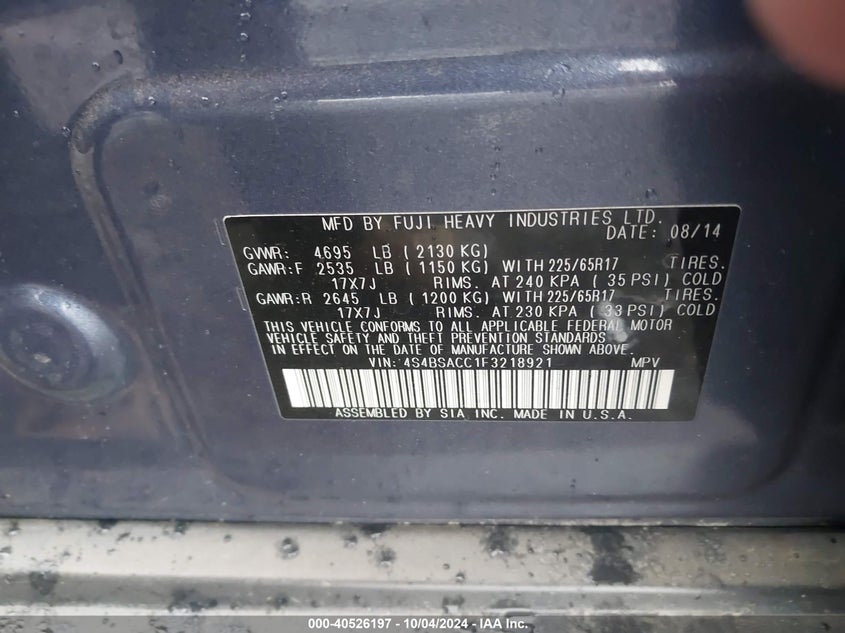 MFD BY FUJI HEAVY INDUSTRIES LTD.
DATE: 08/14
GVWR: 4695 LB ( 2130 KG)
GAWR:F 2535 LB ( 1150 KG) WITH 225/65R17 TIRES.
17X7J RIMS. AT 240 KPA ( 35 PSI) COLD
GAWR:R 2645 LB ( 1200 KG) WITH 225/65R17 TIRES.
17X7J RIMS. AT 230 KPA ( 33 PSI) COLD
THIS VEHICLE CONFORMS TO ALL APPLICABLE FEDERAL MOTOR
VEHICLE SAFETY AND THEFT PREVENTION STANDARDS
IN EFFECT ON THE DATE OF MANUFACTURE SHOWN ABOVE.
VIN: 4S4BSACC1F3218921 MPV
ASSEMBLED BY SIA INC. MADE IN U.S.A.
000-40526197 - 10/04/2024 - IAA Inc.